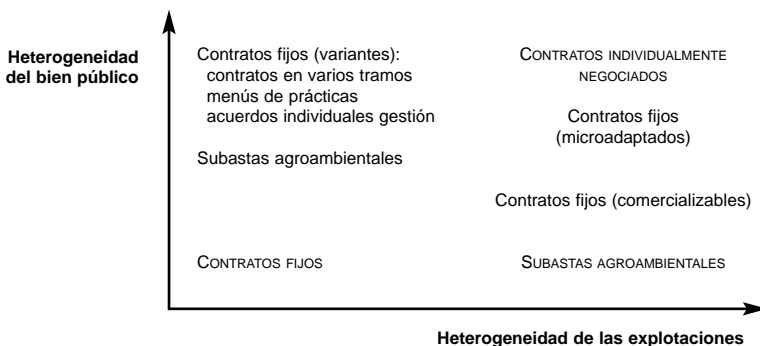 Heterogeneidad
del bien público
Contratos fijos (variantes):
contratos en varios tramos
menús de prácticas
acuerdos individuales gestión
Subastas agroambientales
CONTRATOS INDIVIDUALMENTE
NEGOCIADOS
Contratos fijos
(microadaptados)
Contratos fijos (comercializables)
CONTRATOS FIJOS
SUBASTAS AGROAMBIENTALES
Heterogeneidad de las explotaciones